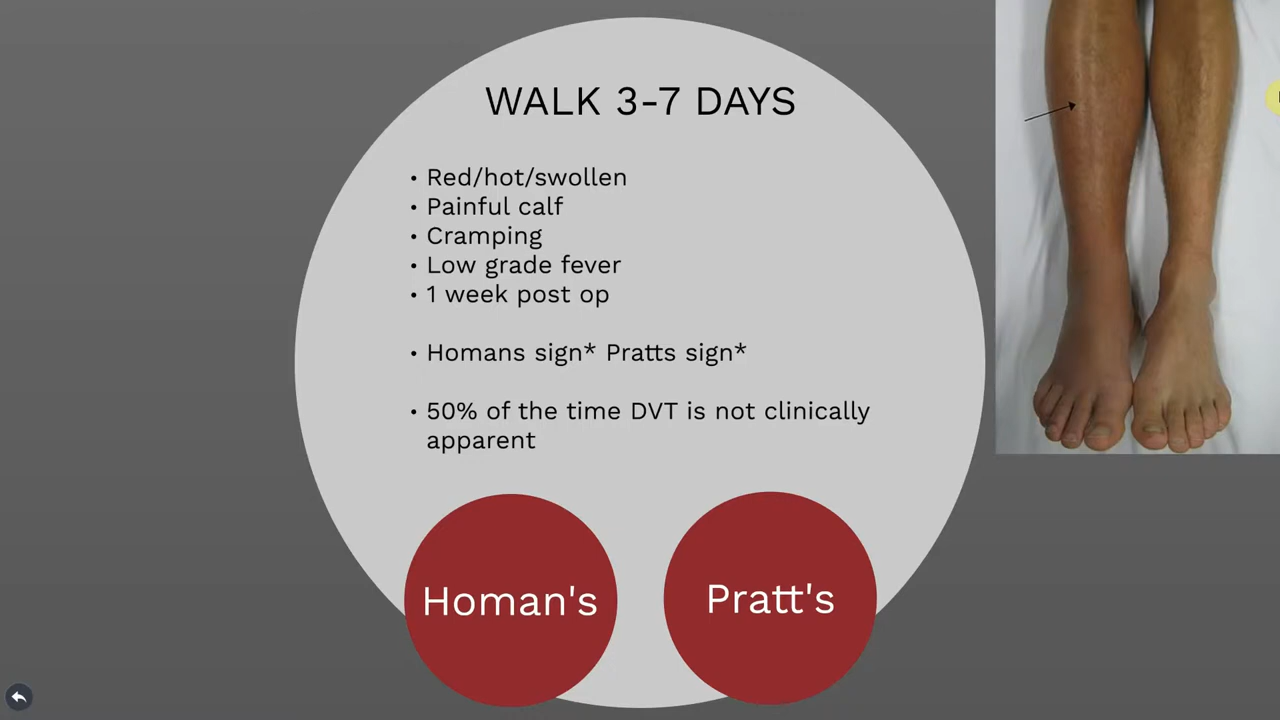 WALK 3-7 DAYS
• Red/hot/swollen
• Painful calf
• Cramping
• Low grade fever
• 1 week post op
• Homans sign* Pratts sign*
• 50% of the time DVT is not clinically
apparent
Homan's
Pratt's